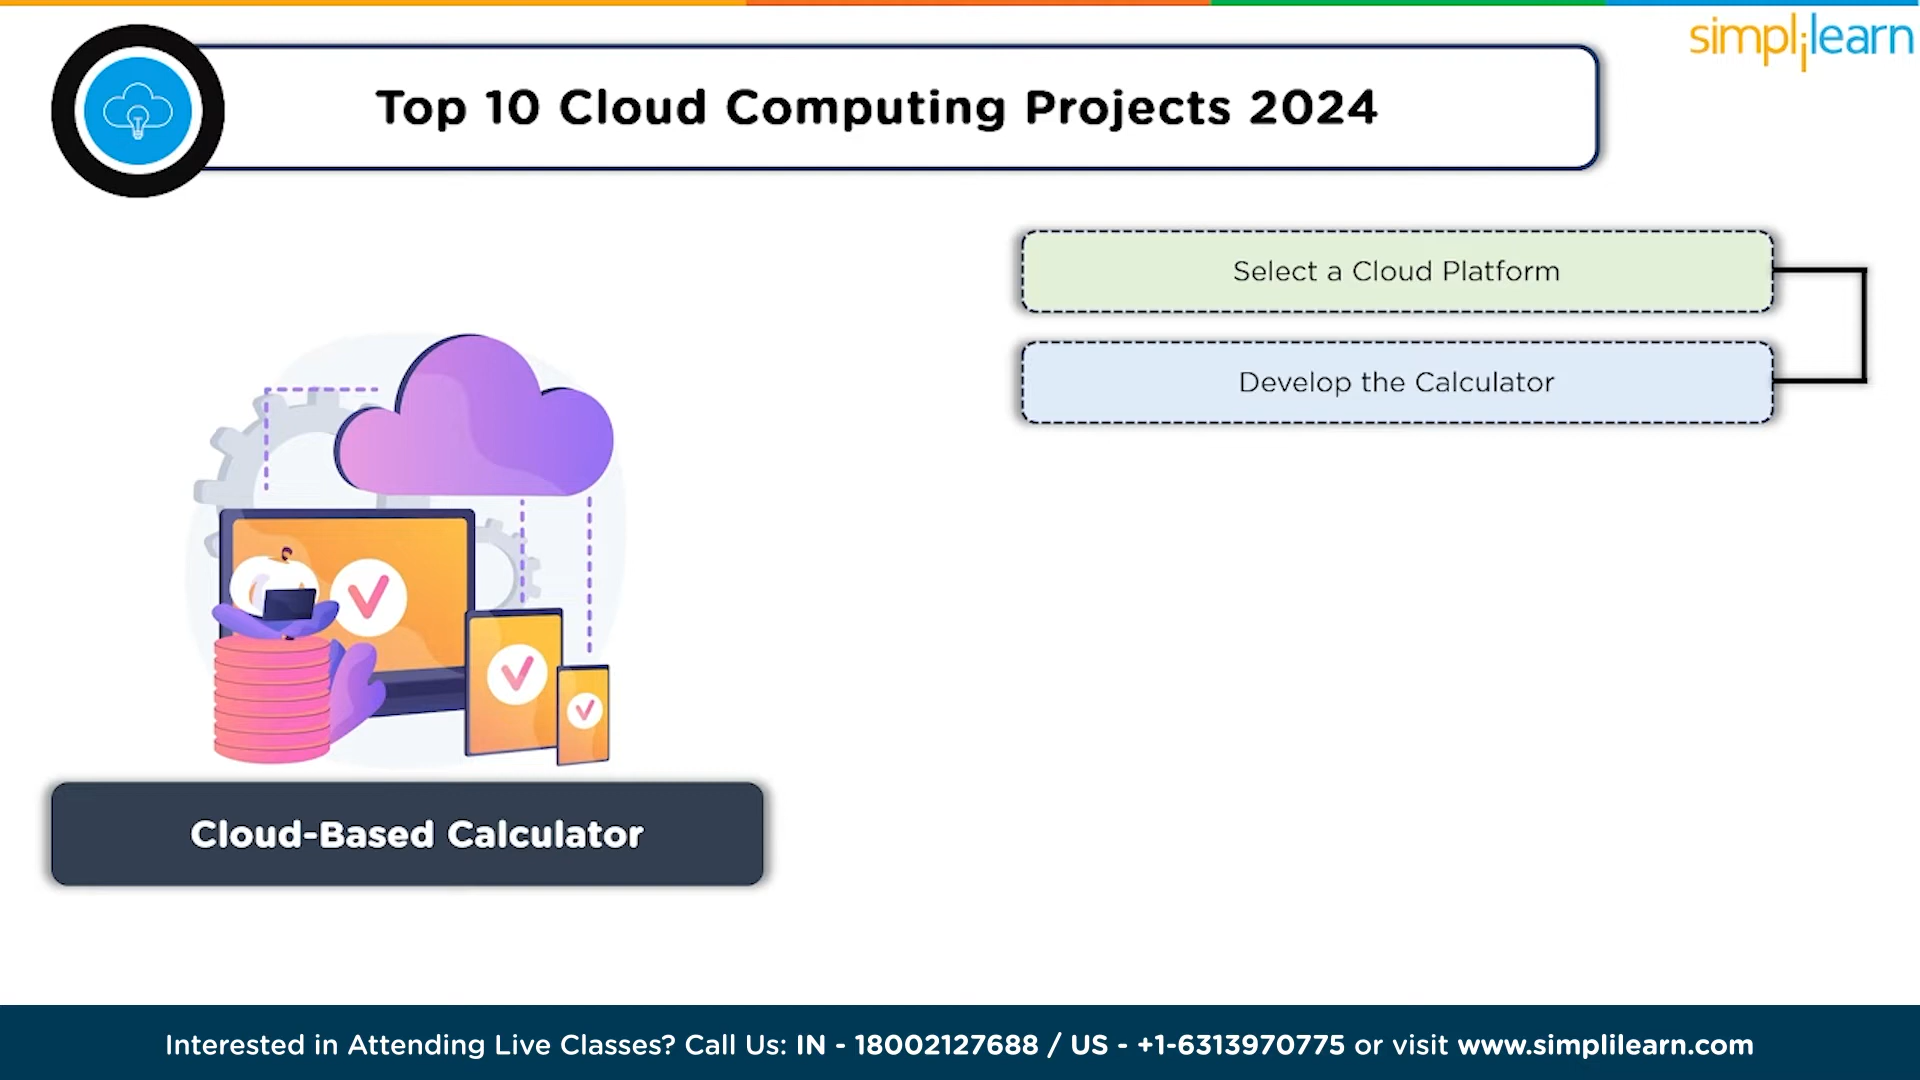 simplilearn
Top 10 Cloud Computing Projects 2024
Select a Cloud Platform
Develop the Calculator
Cloud-Based Calculator
Interested in Attending Live Classes? Call Us: IN - 18002127688 / US - +1-6313970775 or visit www.simplilearn.com